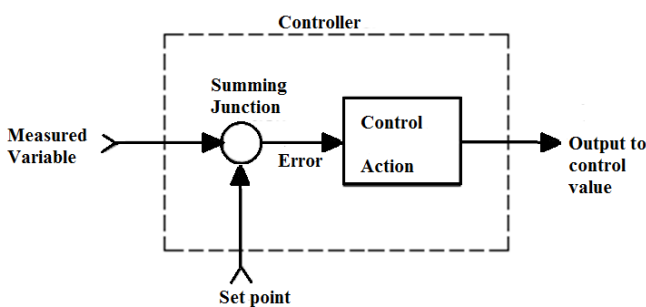 Controller
Summing
Junction
Measured
Variable
Error
Control
Action
Output to
control
value
Set point